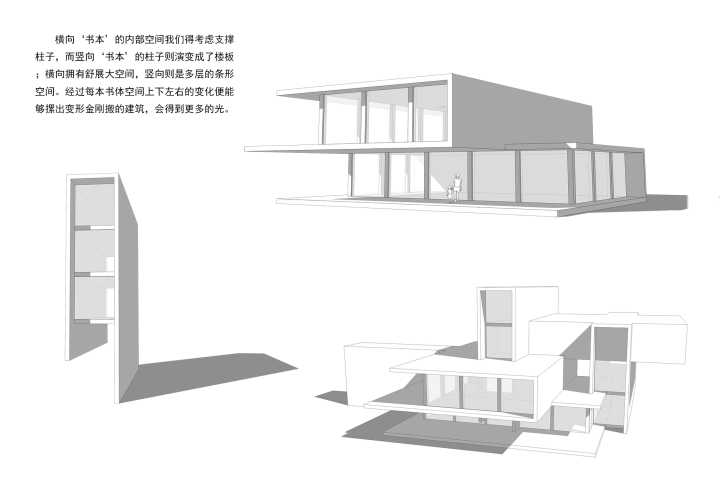 横向‘书本’的内部空间我们得考虑支撑
柱子，而竖向‘书本’的柱子则演变成了楼板
；横向拥有舒展大空间，竖向则是多层的条形
空间。经过每本书体空间上下左右的变化便能
够摞出变形金刚搬的建筑，会得到更多的光。